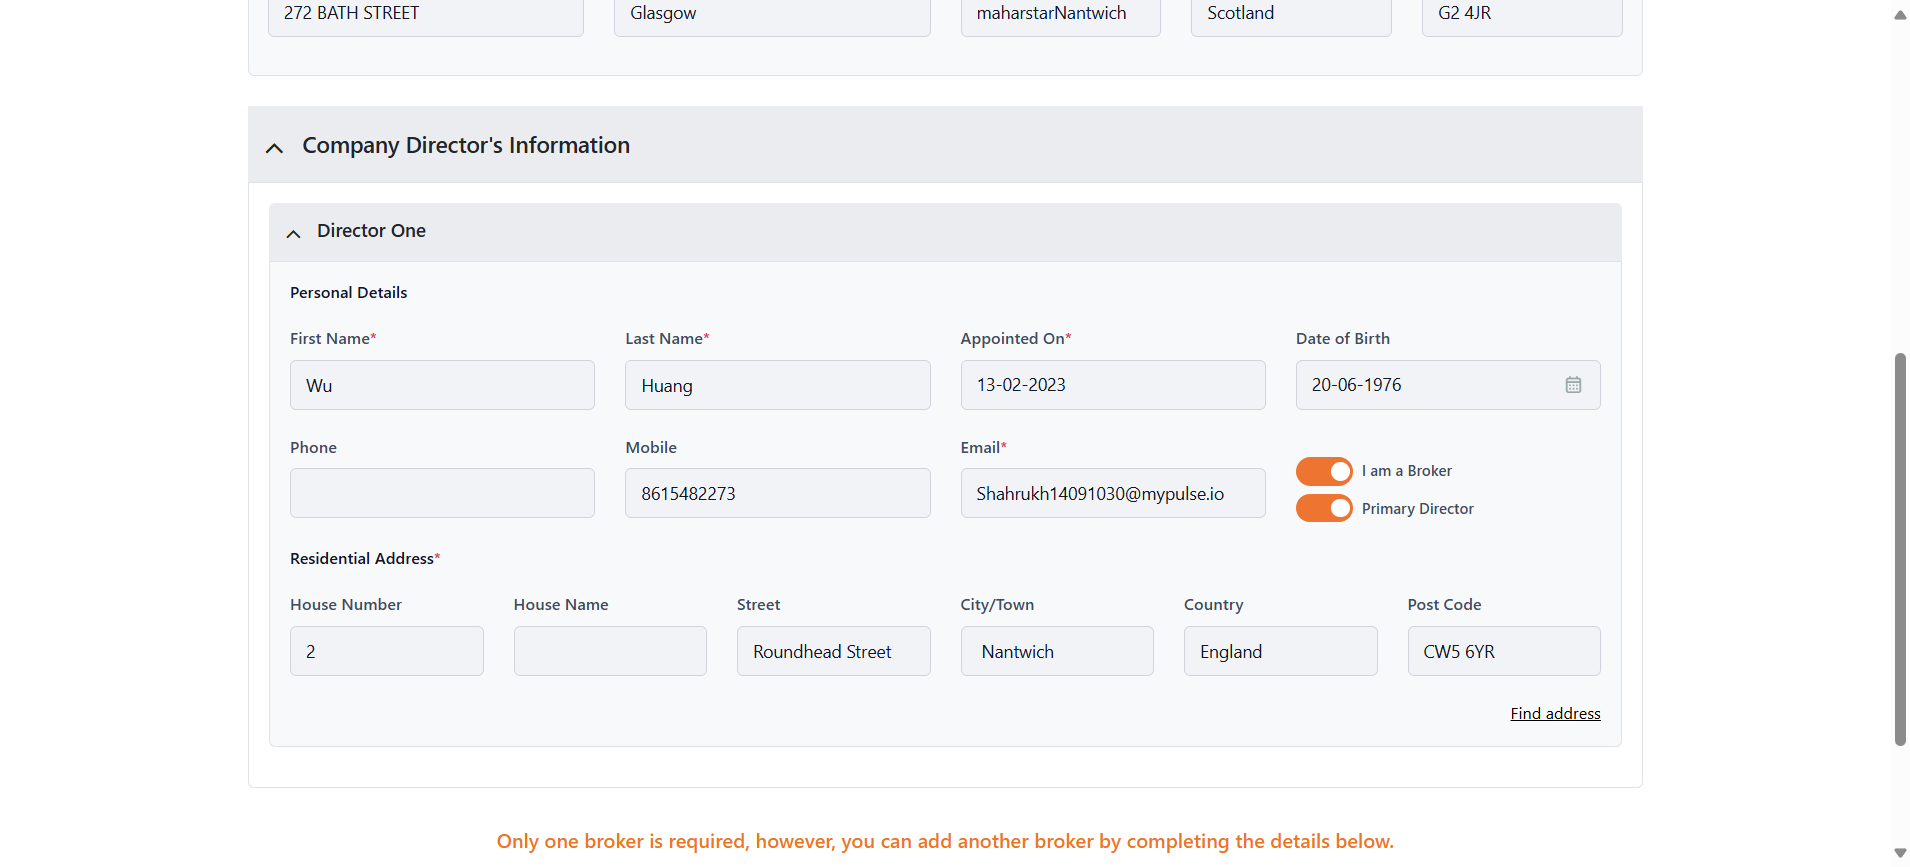 272 BATH STREET Glasgow maharstarNantwich Scotland G2 4JR
Company Director's Information
Director One
Personal Details
First Name* Last Name* Appointed On* Date of Birth
Wu Huang 13-02-2023 20-06-1976
Phone Mobile Email*
I am a Broker
8615482273 Shahrukh14091030@mypulse.io
Primary Director
Residential Address*
House Number House Name Street City/Town Country Post Code
2 Roundhead Street Nantwich England CW5 6YR
Find address
Only one broker is required, however, you can add another broker by completing the details below.